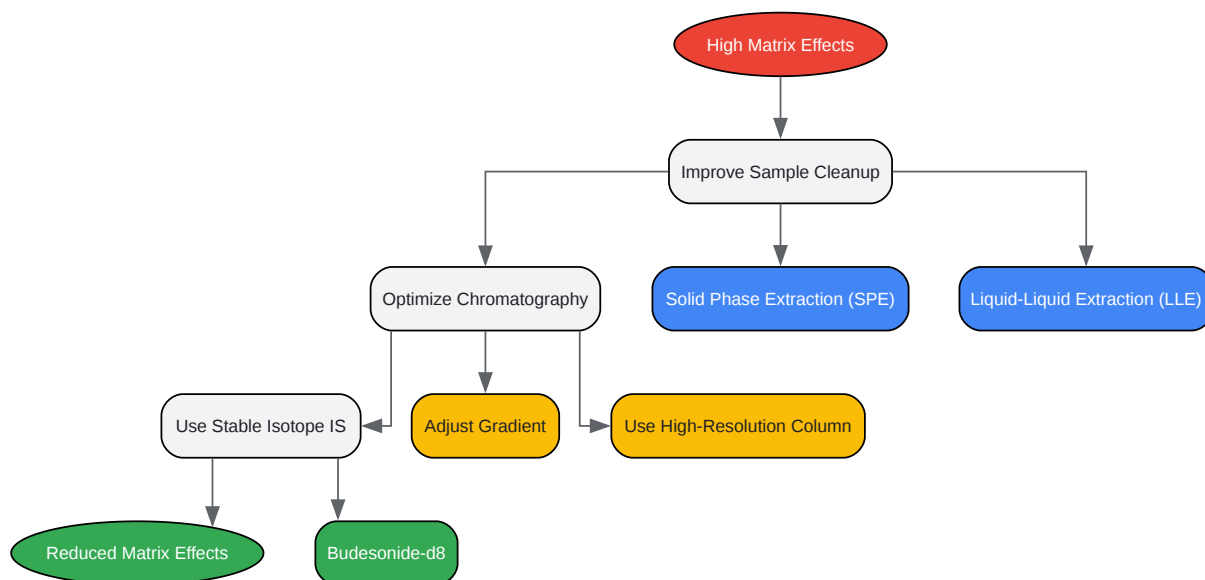 High Matrix Effects
Improve Sample Cleanup
Optimize Chromatography
Solid Phase Extraction (SPE)
Liquid-Liquid Extraction (LLE)
Use Stable Isotope IS
Adjust Gradient
Use High-Resolution Column
Reduced Matrix Effects
Budesonide-d8